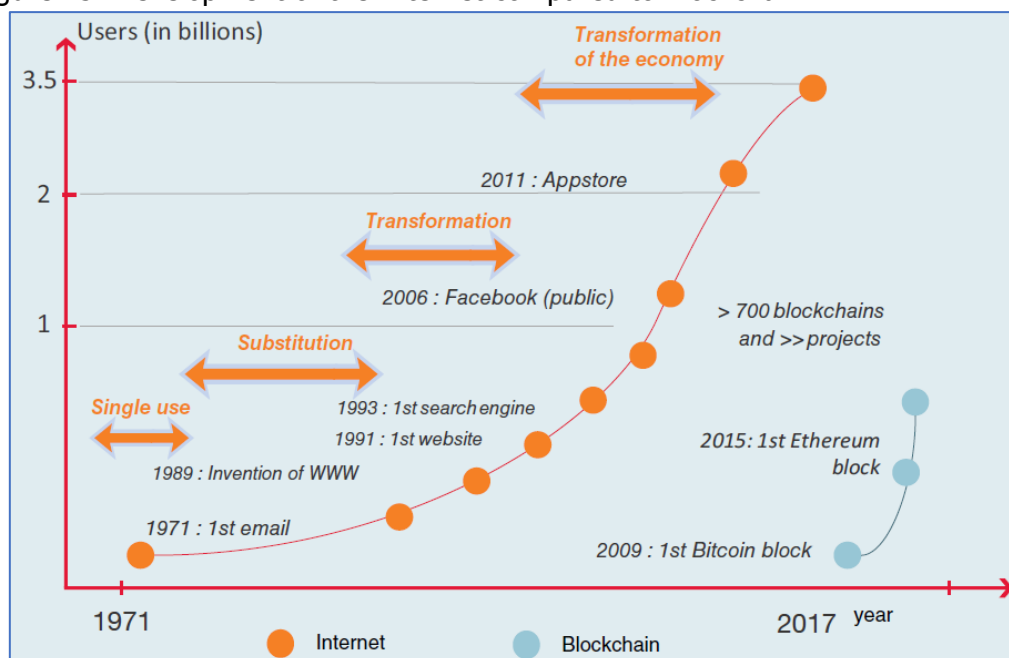 Users (in billions)
Transformation
of the economy
3.5
2011 : Appstore
2
Transformation
2006 : Facebook (public)
1
> 700 blockchains
and >> projects
Substitution
Single use
1993 : 1st search engine
1991 : 1st website
2015: 1st Ethereum
block
1989 : Invention of WWW
1971 : 1st email
2009 : 1st Bitcoin block
1971
2017
year
Internet
Blockchain